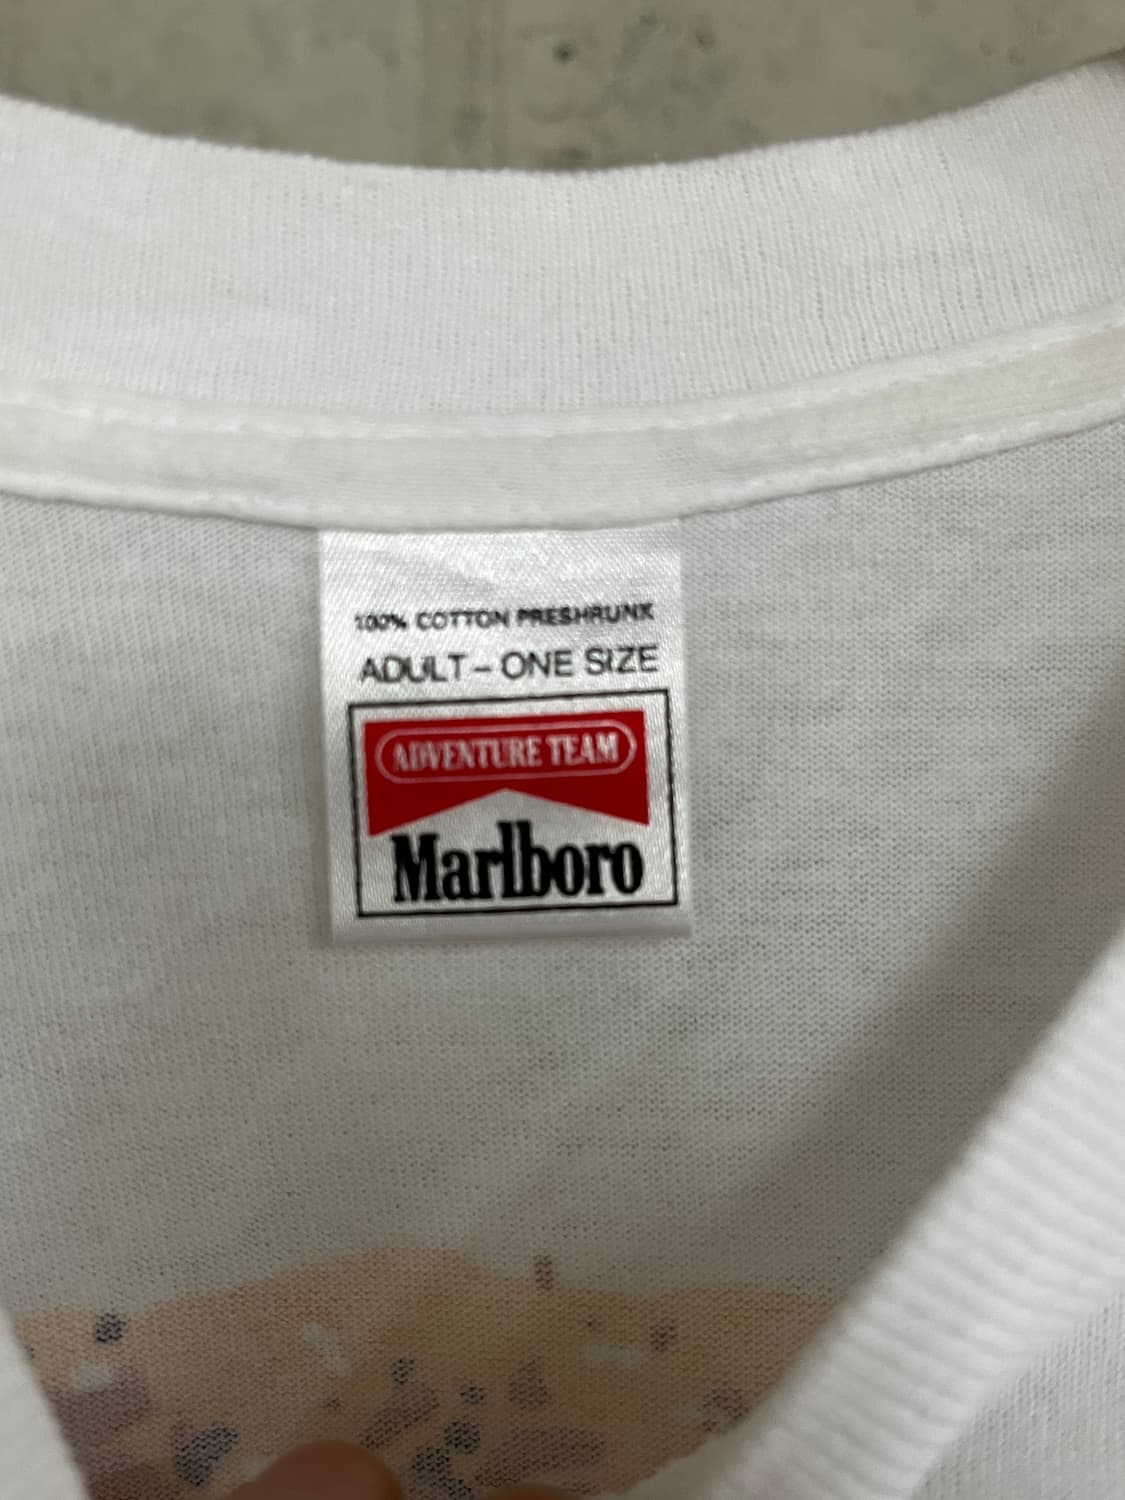 100% COTTON PRESHRUNK
ADULT – ONE SIZE
ADVENTURE TEAM
Marlboro